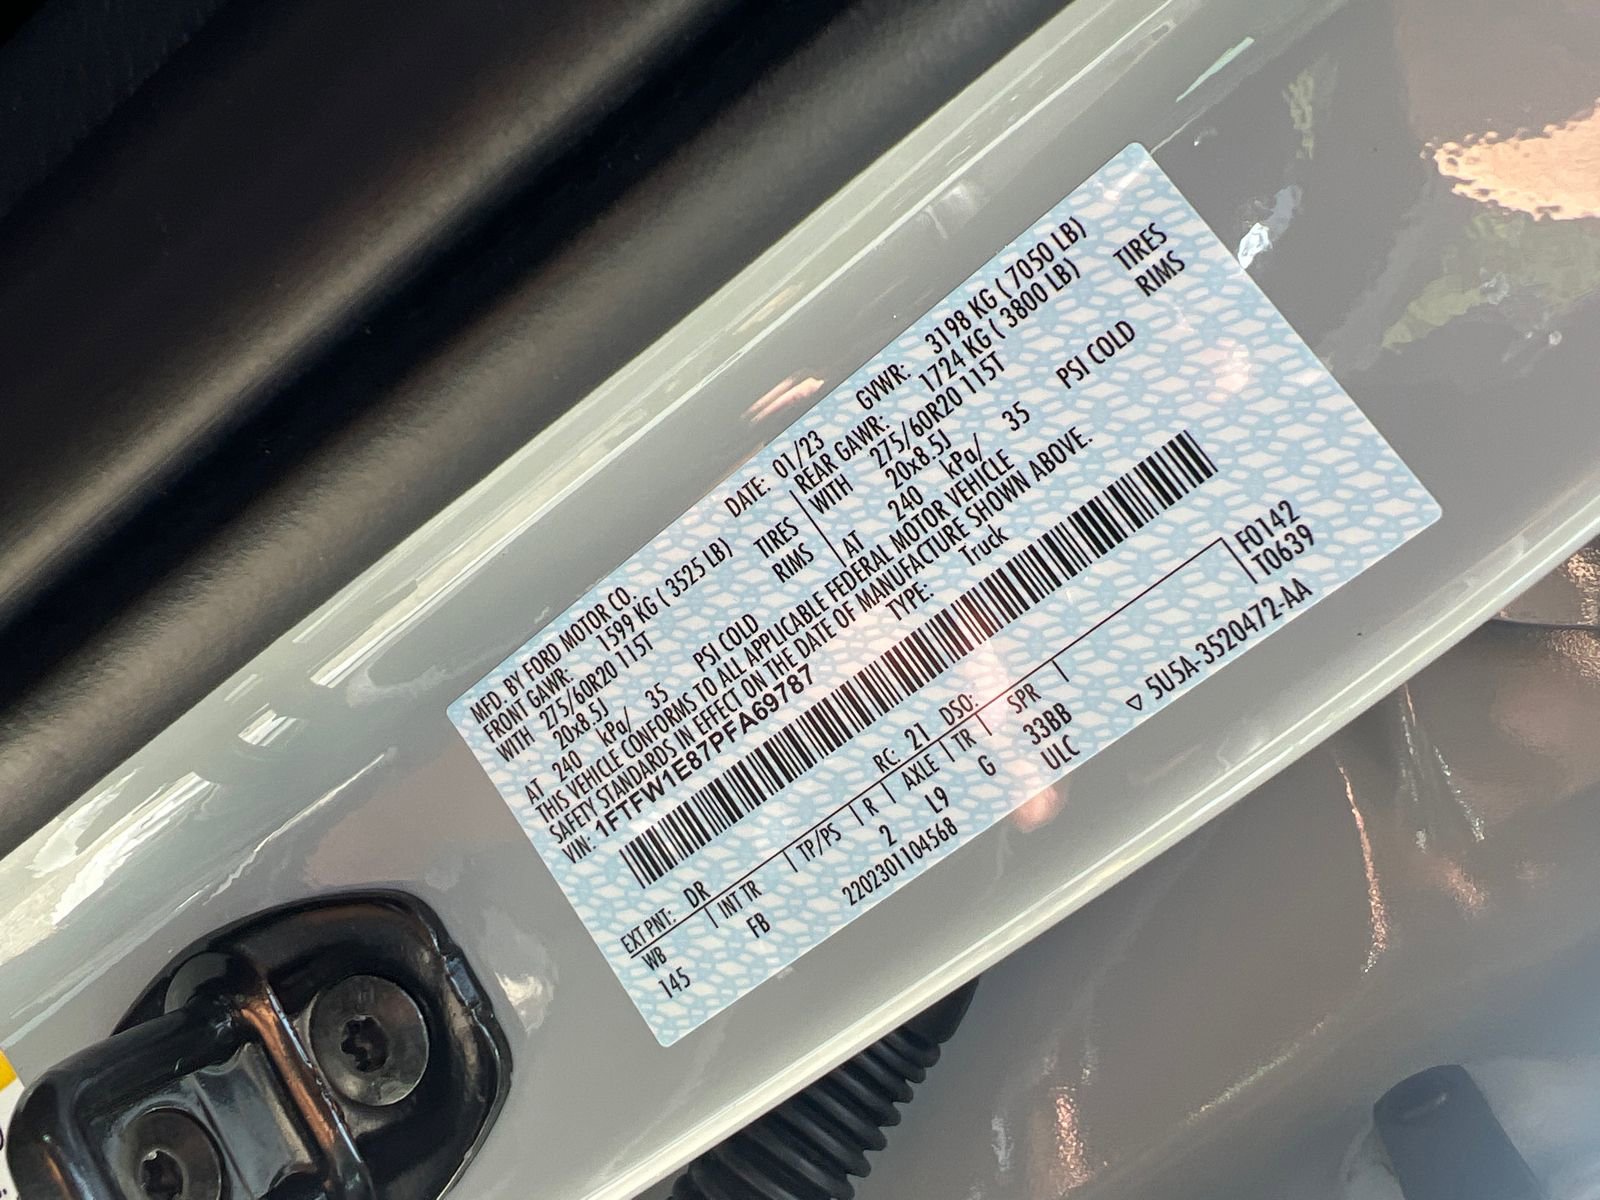 MFD. BY FORD MOTOR CO.
DATE: 01/23 GVWR: 3198 KG ( 7050 LB)
FRONT GAWR: 1599 KG ( 3525 LB) REAR GAWR: 1724 KG ( 3800 LB)
WITH 275/60R20 115T TIRES WITH 275/60R20 115T TIRES
20x8.5J RIMS 20x8.5J RIMS
AT 240 kPa/ 35 PSI COLD AT 240 kPa/ 35 PSI COLD
THIS VEHICLE CONFORMS TO ALL APPLICABLE FEDERAL MOTOR VEHICLE
SAFETY STANDARDS IN EFFECT ON THE DATE OF MANUFACTURE SHOWN ABOVE.
VIN: 1FTFW1E87PFA69787 TYPE: Truck
EXT PNT: DR RC: 21 DSO: F0142
WB INT TR TP/PS R AXLE TR SPR T0639
145 FB 2 L9 G 33BB
2202301104568 ULC
▽ 5U5A-3520472-AA